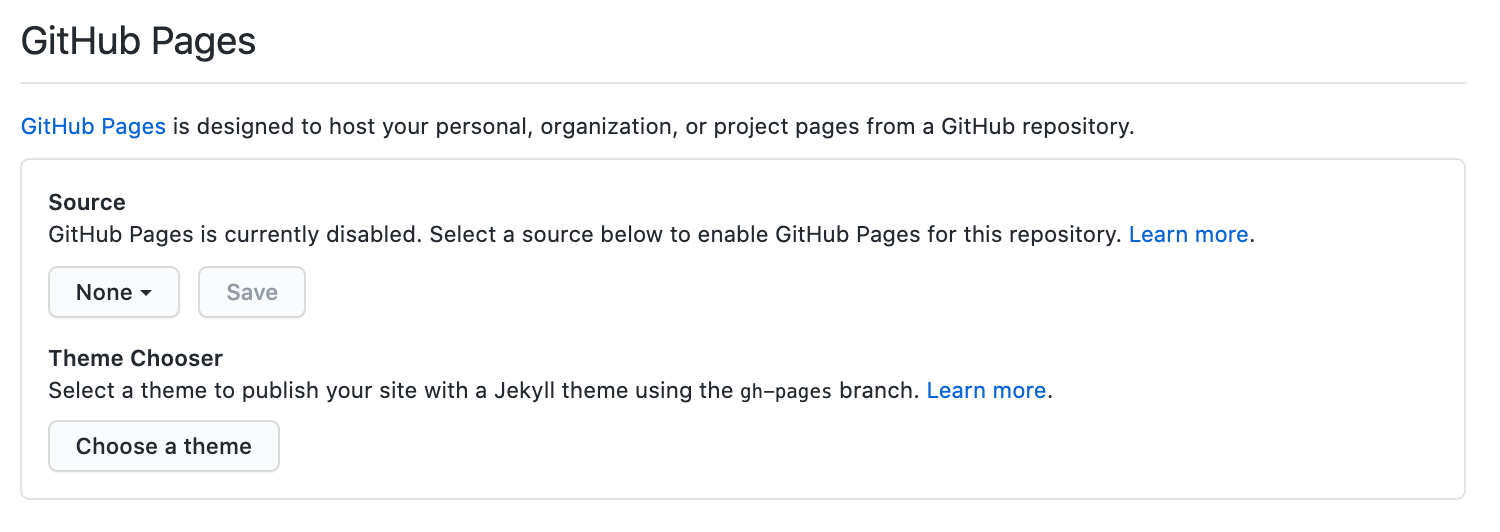 GitHub Pages
GitHub Pages is designed to host your personal, organization, or project pages from a GitHub repository.
Source
GitHub Pages is currently disabled. Select a source below to enable GitHub Pages for this repository. Learn more.
None Save
Theme Chooser
Select a theme to publish your site with a Jekyll theme using the gh-pages branch. Learn more.
Choose a theme